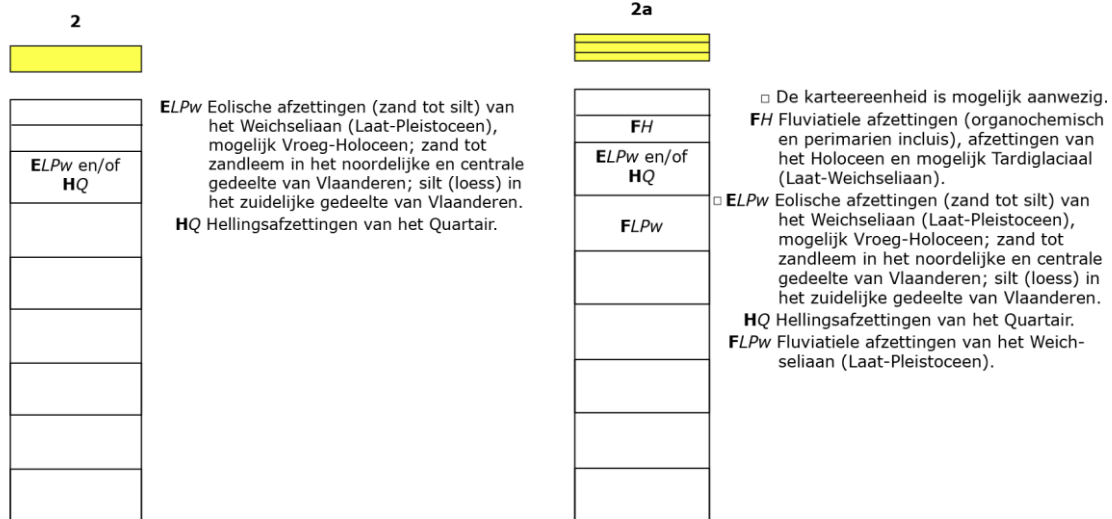 2
ELPw en/of
HQ
ELPw Eolische afzettingen (zand tot silt) van
het Weichseliaan (Laat-Pleistoceen),
mogelijk Vroeg-Holoceen; zand tot
zandleem in het noordelijke en centrale
gedeelte van Vlaanderen; silt (loess) in
het zuidelijke gedeelte van Vlaanderen.
HQ Hellingsafzettingen van het Quartair.
2a
FH
ELPw en/of
HQ
FLPw
□ De karteereenheid is mogelijk aanwezig.
FH Fluviatiele afzettingen (organochemisch
en perimarien incluis), afzettingen van
het Holoceen en mogelijk Tardiglaciaal
(Laat-Weichseliaan).
□ ELPw Eolische afzettingen (zand tot silt) van
het Weichseliaan (Laat-Pleistoceen),
mogelijk Vroeg-Holoceen; zand tot
zandleem in het noordelijke en centrale
gedeelte van Vlaanderen; silt (loess) in
het zuidelijke gedeelte van Vlaanderen.
HQ Hellingsafzettingen van het Quartair.
FLPw Fluviatiele afzettingen van het Weich-
seliaan (Laat-Pleistoceen).